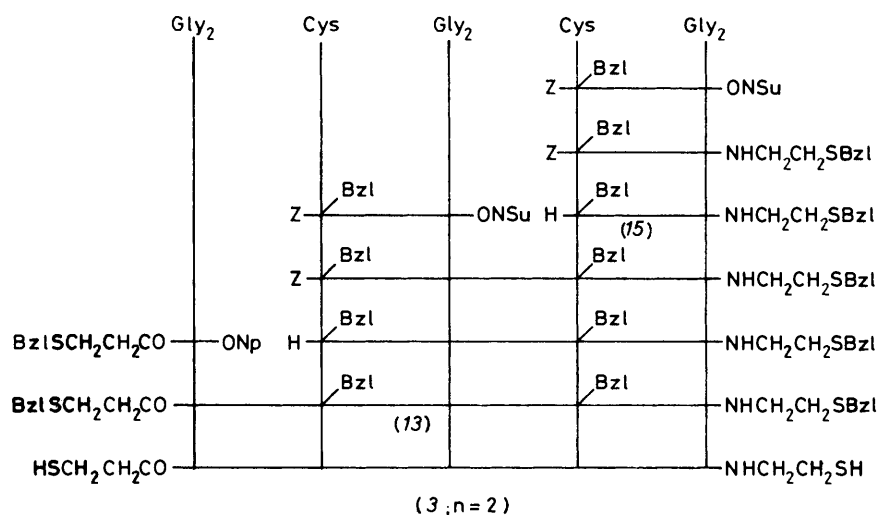 Gly₂ Cys Gly₂ Cys Gly₂
Bzl
Z ONSu
Bzl
Z NHCH₂CH₂SBzl
Bzl Bzl
Z ONSu H NHCH₂CH₂SBzl
(15)
Bzl Bzl
Z NHCH₂CH₂SBzl
Bzl Bzl
BzlSCH₂CH₂CO ONp H NHCH₂CH₂SBzl
Bzl Bzl
BzlSCH₂CH₂CO NHCH₂CH₂SBzl
(13)
HSCH₂CH₂CO NHCH₂CH₂SH
(3; n=2)